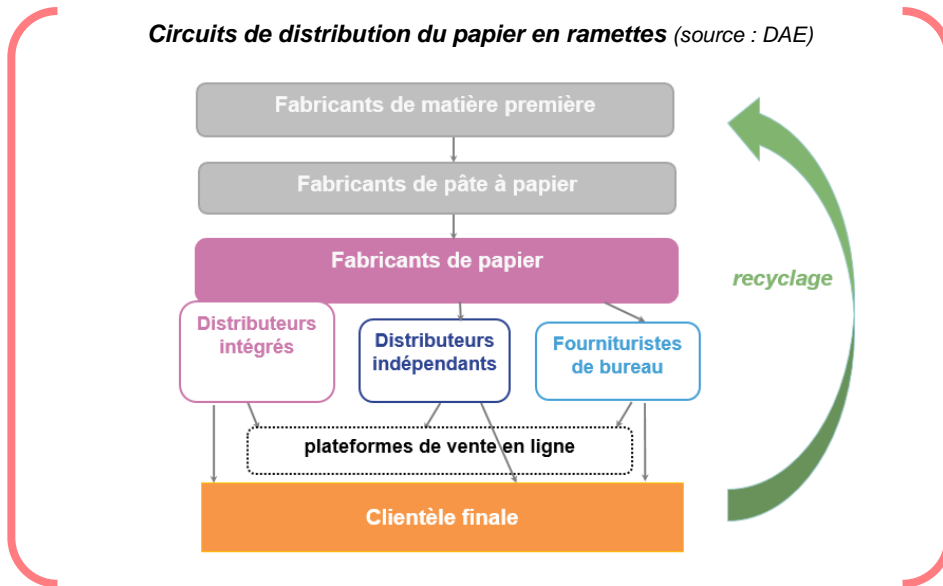 Circuits de distribution du papier en ramettes (source : DAE)
Fabricants de matière première
Fabricants de pâte à papier
Fabricants de papier
recyclage
Distributeurs
intégrés
Distributeurs
indépendants
Fournituristes
de bureau
plateformes de vente en ligne
Clientèle finale